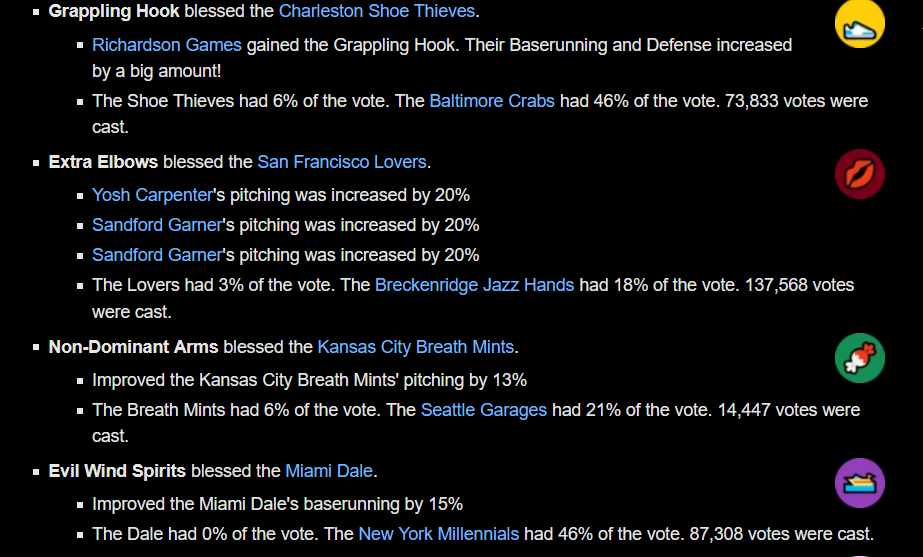 Grappling Hook blessed the Charleston Shoe Thieves.
Richardson Games gained the Grappling Hook. Their Baserunning and Defense increased
by a big amount!
The Shoe Thieves had 6% of the vote. The Baltimore Crabs had 46% of the vote. 73,833 votes were
cast.
Extra Elbows blessed the San Francisco Lovers.
Yosh Carpenter's pitching was increased by 20%
Sandford Garner's pitching was increased by 20%
Sandford Garner's pitching was increased by 20%
The Lovers had 3% of the vote. The Breckenridge Jazz Hands had 18% of the vote. 137,568 votes
were cast.
Non-Dominant Arms blessed the Kansas City Breath Mints.
Improved the Kansas City Breath Mints' pitching by 13%
The Breath Mints had 6% of the vote. The Seattle Garages had 21% of the vote. 14,447 votes were
cast.
Evil Wind Spirits blessed the Miami Dale.
Improved the Miami Dale's baserunning by 15%
The Dale had 0% of the vote. The New York Millennials had 46% of the vote. 87,308 votes were cast.